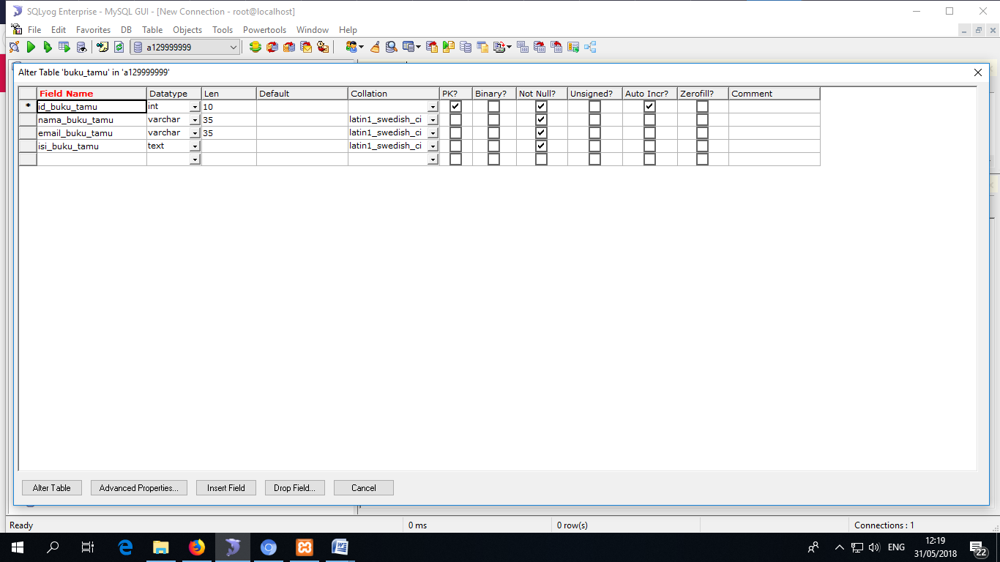 SQLyog Enterprise - MySQL GUI - [New Connection - root@localhost]
File Edit Favorites DB Table Objects Tools Powertools Window Help
a129999999
Alter Table 'buku_tamu' in 'a129999999'
Field Name Datatype Len Default Collation PK? Binary? Not Null? Unsigned? Auto Incr? Zerofill? Comment
* id_buku_tamu int 10
nama_buku_tamu varchar 35 latin1_swedish_ci
email_buku_tamu varchar 35 latin1_swedish_ci
isi_buku_tamu text latin1_swedish_ci
Alter Table Advanced Properties... Insert Field Drop Field... Cancel
Ready 0 ms 0 row(s) Connections : 1
ENG 12:19
31/05/2018 22